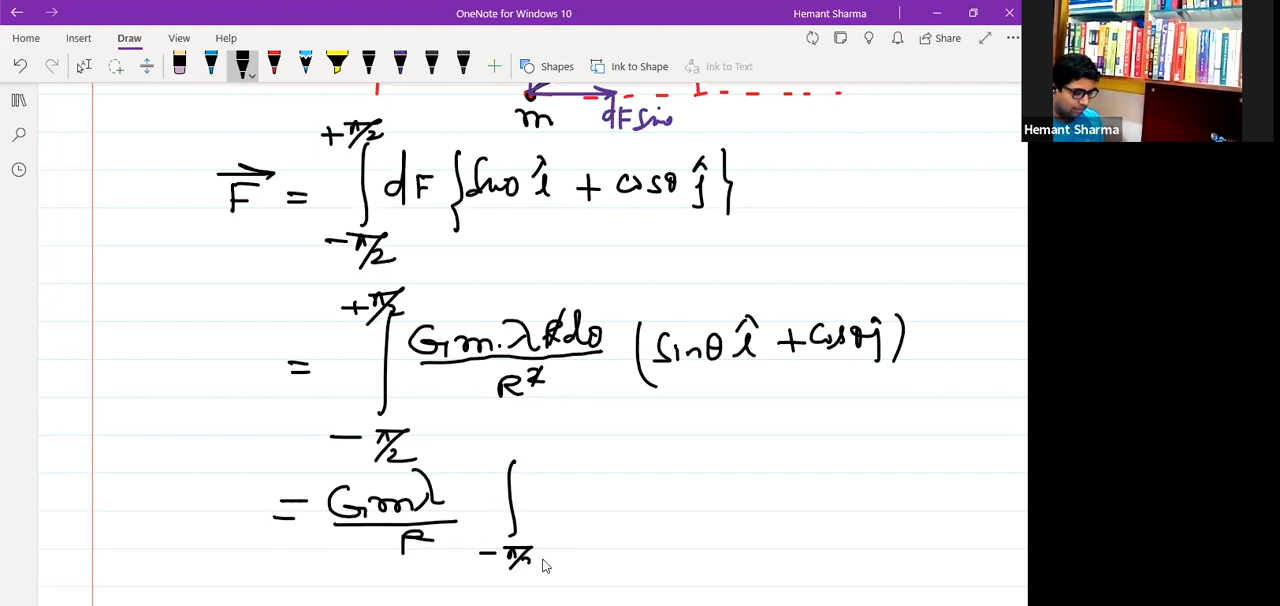 OneNote for Windows 10
Hemant Sharma
Home Insert Draw View Help
Share
Shapes Ink to Shape Ink to Text
Hemant Sharma
m dF sinθ
F = ∫ dF {sinθ î + cosθ ĵ}
+π/2
-π/2
= ∫ Gm.λRdθ/R² (sinθ î + cosθ ĵ)
+π/2
-π/2
= Gmλ/R ∫
-π/2